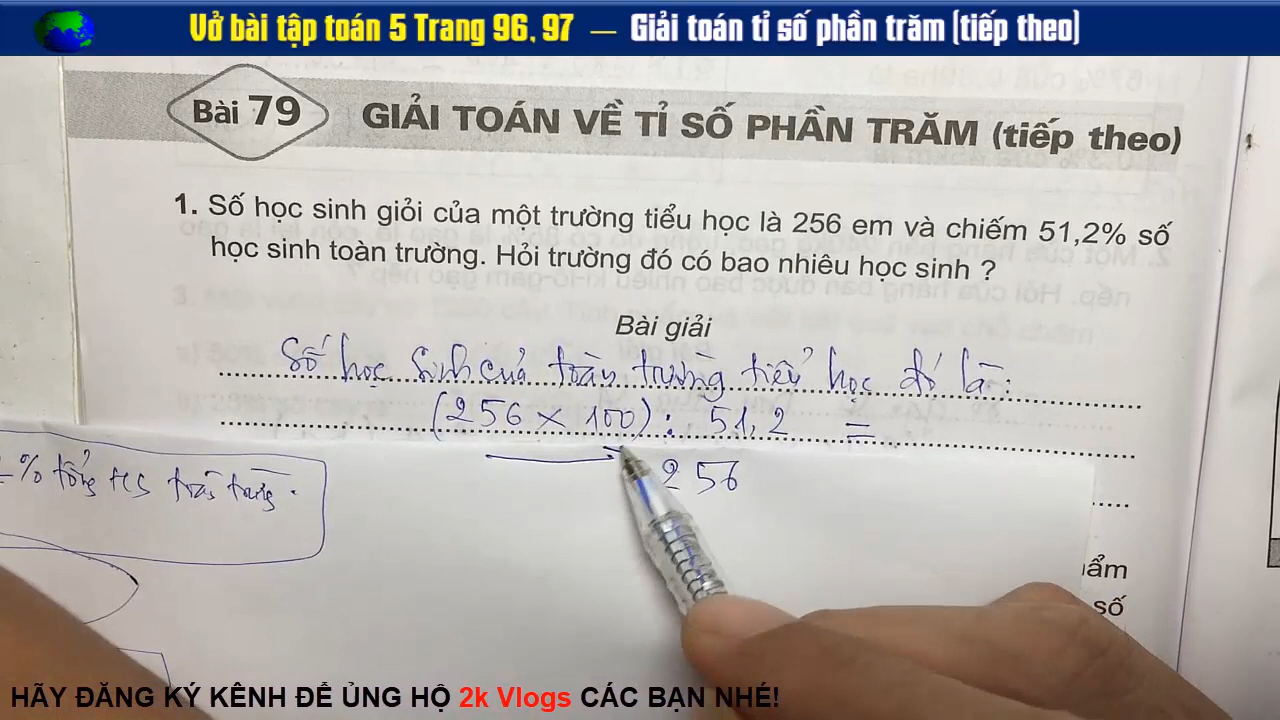 Vở bài tập toán 5 Trang 96, 97 — Giải toán tỉ số phần trăm (tiếp theo)
Bài 79 GIẢI TOÁN VỀ TỈ SỐ PHẦN TRĂM (tiếp theo)
1. Số học sinh giỏi của một trường tiểu học là 256 em và chiếm 51,2% số
học sinh toàn trường. Hỏi trường đó có bao nhiêu học sinh ?
Bài giải
Số học sinh của toàn trường tiểu học đó là:
(256 × 100) : 51,2 =
256
% tổng HS toàn trường.
ẩm
số
HÃY ĐĂNG KÝ KÊNH ĐỂ ỦNG HỘ 2k Vlogs CÁC BẠN NHÉ!